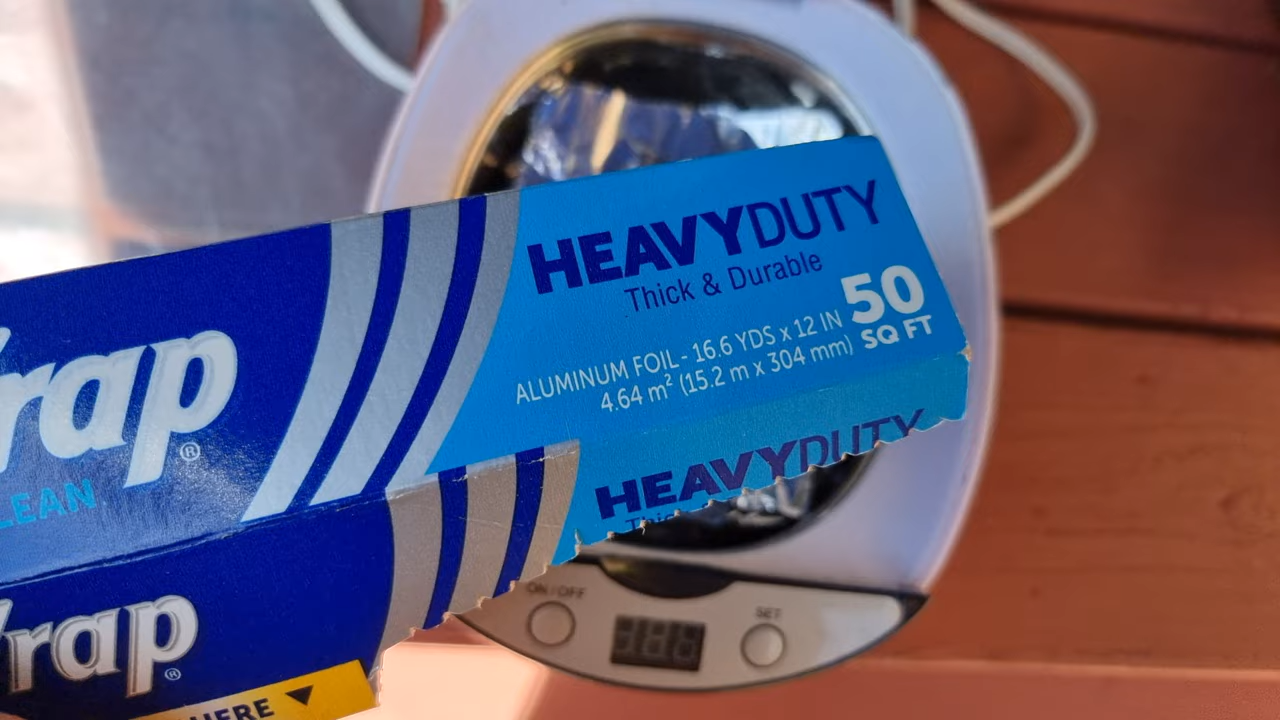 rap®
LEAN
HEAVYDUTY
Thick & Durable
ALUMINUM FOIL - 16.6 YDS x 12 IN
4.64 m² (15.2 m x 304 mm)
50
SQ FT
HEAVYDUTY
rap®
HERE
ON / OFF
SET